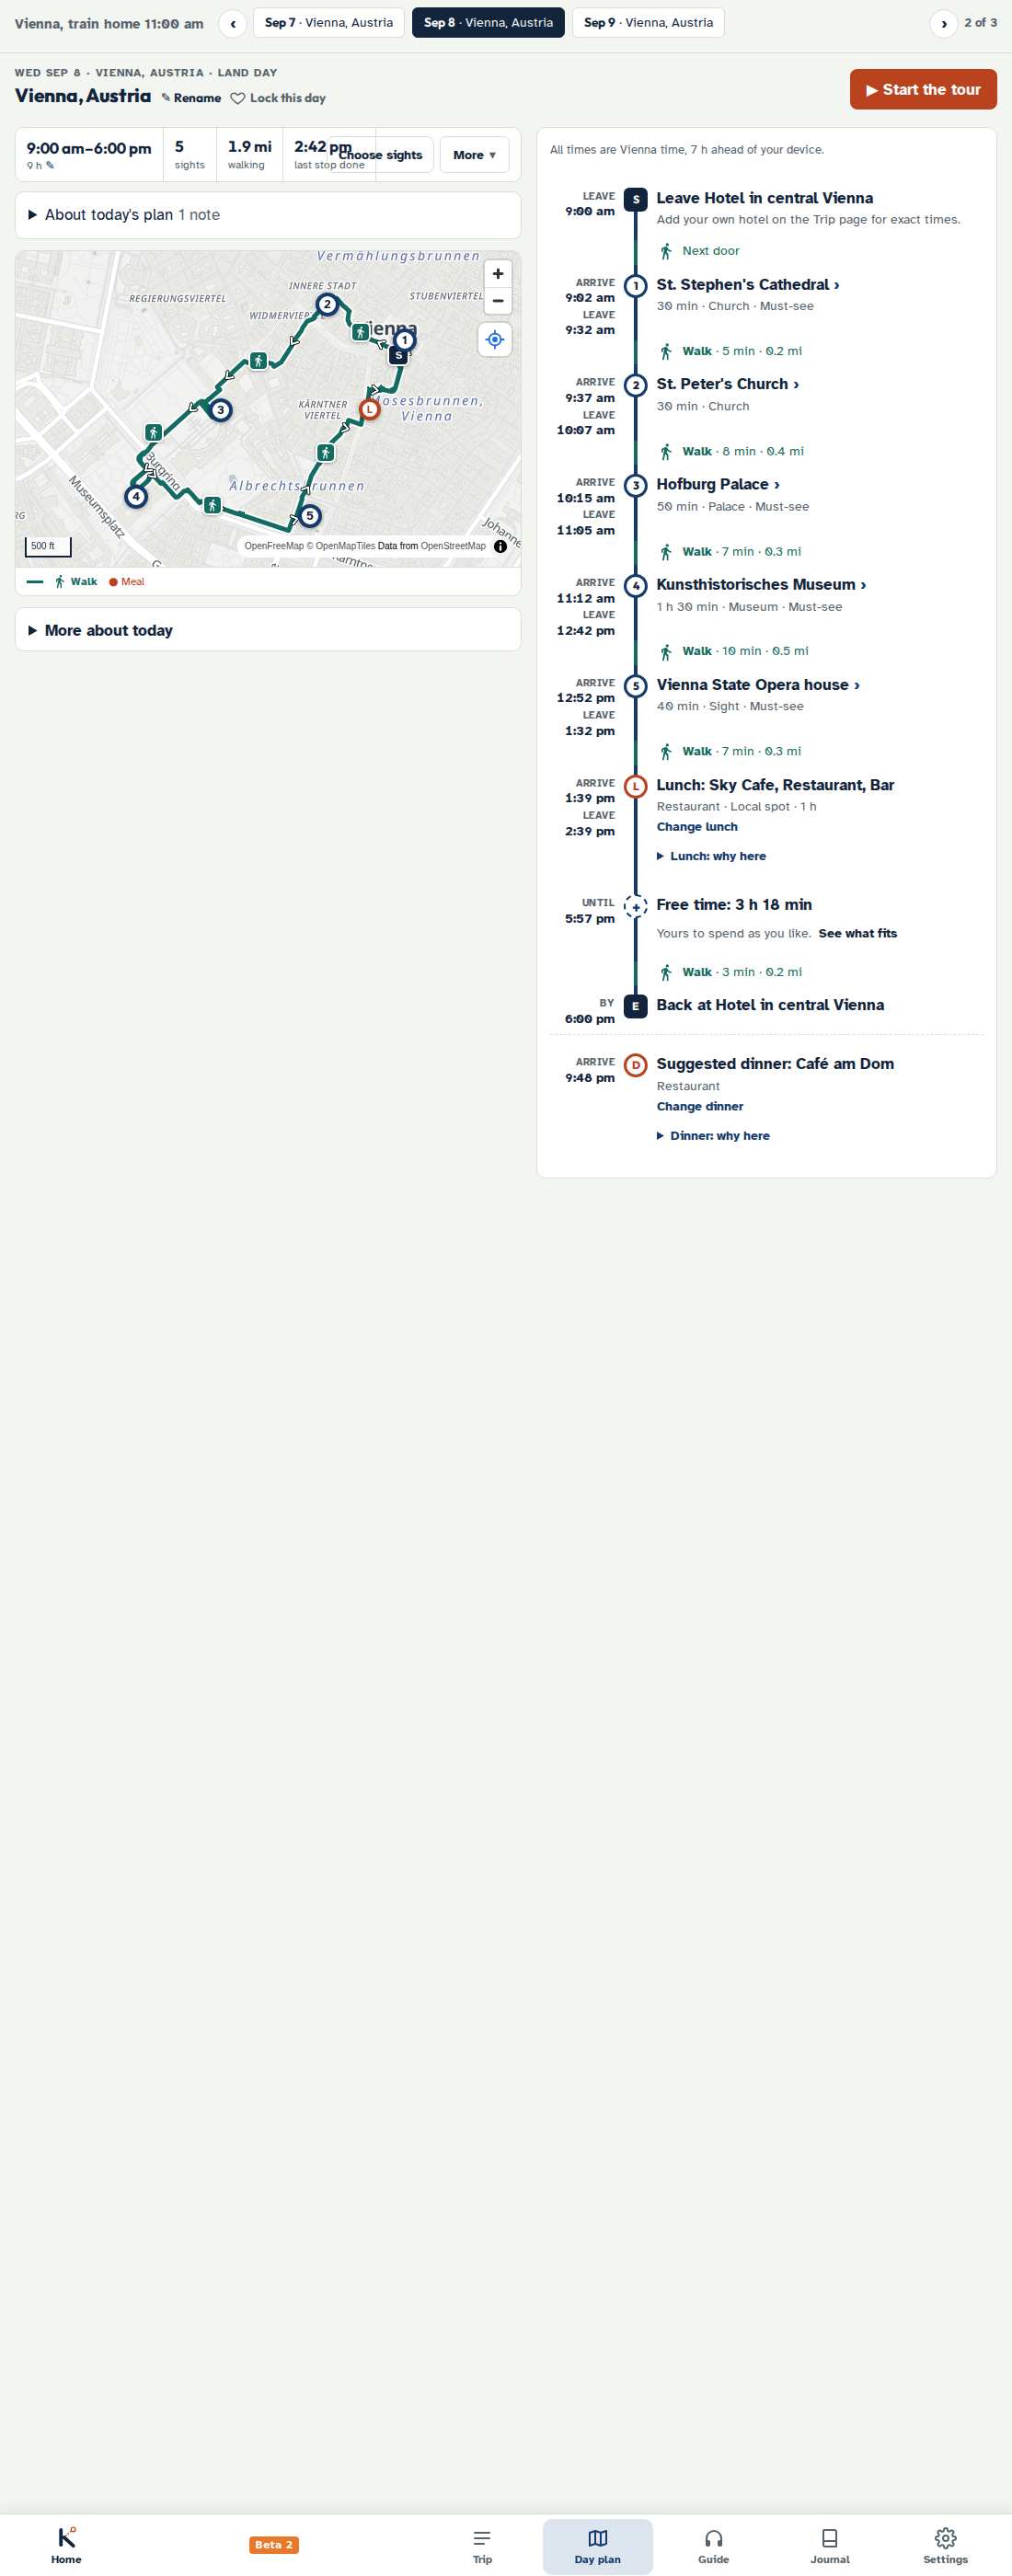 Vienna, train home 11:00 am
‹
Sep 7 · Vienna, Austria
Sep 8 · Vienna, Austria
Sep 9 · Vienna, Austria
›
2 of 3
WED SEP 8 · VIENNA, AUSTRIA · LAND DAY
Vienna, Austria
✎ Rename
Lock this day
▶ Start the tour
9:00 am–6:00 pm
9 h ✎
5
sights
1.9 mi
walking
2:42 pm
last stop done
Choose sights
More ▾
▶ About today's plan 1 note
Vermählungsbrunnen
INNERE STADT
REGIERUNGSVIERTEL
STUBENVIERTEL
2
1
S
KÄRNTNER
VIERTEL
L
Vienna
3
Burgring
Albrechtsbrunnen
Museumsplatz
4
5
+
−
500 ft
OpenFreeMap © OpenMapTiles Data from OpenStreetMap
Walk
Meal
▶ More about today
All times are Vienna time, 7 h ahead of your device.
LEAVE
9:00 am
S
Leave Hotel in central Vienna
Add your own hotel on the Trip page for exact times.
Next door
ARRIVE
9:02 am
LEAVE
9:32 am
1
St. Stephen's Cathedral ›
30 min · Church · Must-see
Walk · 5 min · 0.2 mi
ARRIVE
9:37 am
LEAVE
10:07 am
2
St. Peter's Church ›
30 min · Church
Walk · 8 min · 0.4 mi
ARRIVE
10:15 am
LEAVE
11:05 am
3
Hofburg Palace ›
50 min · Palace · Must-see
Walk · 7 min · 0.3 mi
ARRIVE
11:12 am
LEAVE
12:42 pm
4
Kunsthistorisches Museum ›
1 h 30 min · Museum · Must-see
Walk · 10 min · 0.5 mi
ARRIVE
12:52 pm
LEAVE
1:32 pm
5
Vienna State Opera house ›
40 min · Sight · Must-see
Walk · 7 min · 0.3 mi
ARRIVE
1:39 pm
LEAVE
2:39 pm
L
Lunch: Sky Cafe, Restaurant, Bar
Restaurant · Local spot · 1 h
Change lunch
▶ Lunch: why here
UNTIL
5:57 pm
+
Free time: 3 h 18 min
Yours to spend as you like. See what fits
Walk · 3 min · 0.2 mi
BY
6:00 pm
E
Back at Hotel in central Vienna
ARRIVE
9:48 pm
D
Suggested dinner: Café am Dom
Restaurant
Change dinner
▶ Dinner: why here
Home
Beta 2
Trip
Day plan
Guide
Journal
Settings